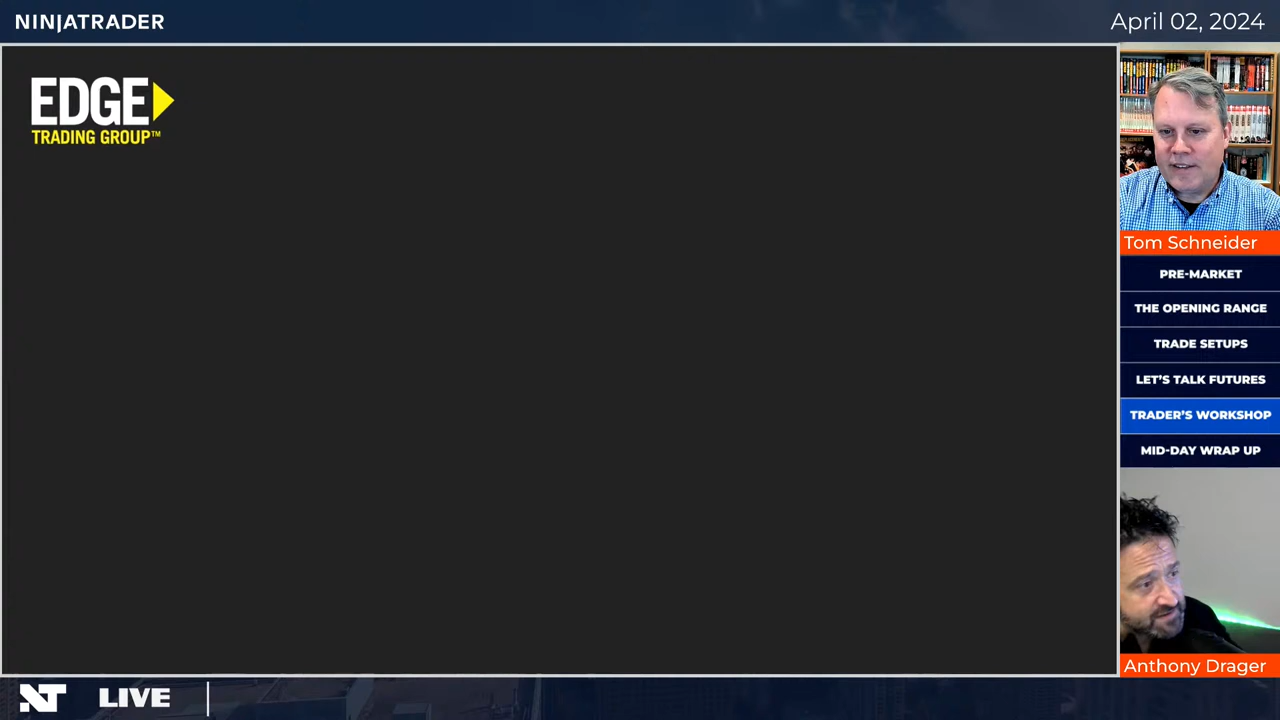 NINJATRADER
April 02, 2024
EDGE
TRADING GROUP™
Tom Schneider
PRE-MARKET
THE OPENING RANGE
TRADE SETUPS
LET'S TALK FUTURES
TRADER'S WORKSHOP
MID-DAY WRAP UP
Anthony Drager
NT LIVE